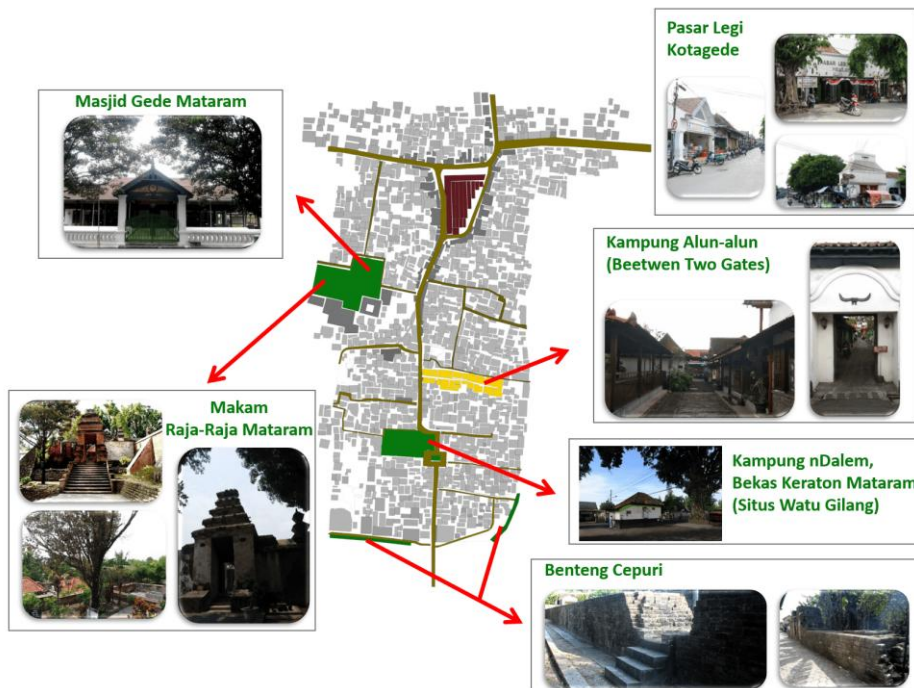 Pasar Legi
Kotagede
Masjid Gede Mataram
Kampung Alun-alun
(Beetwen Two Gates)
Makam
Raja-Raja Mataram
Kampung nDalem,
Bekas Keraton Mataram
(Situs Watu Gilang)
Benteng Cepuri